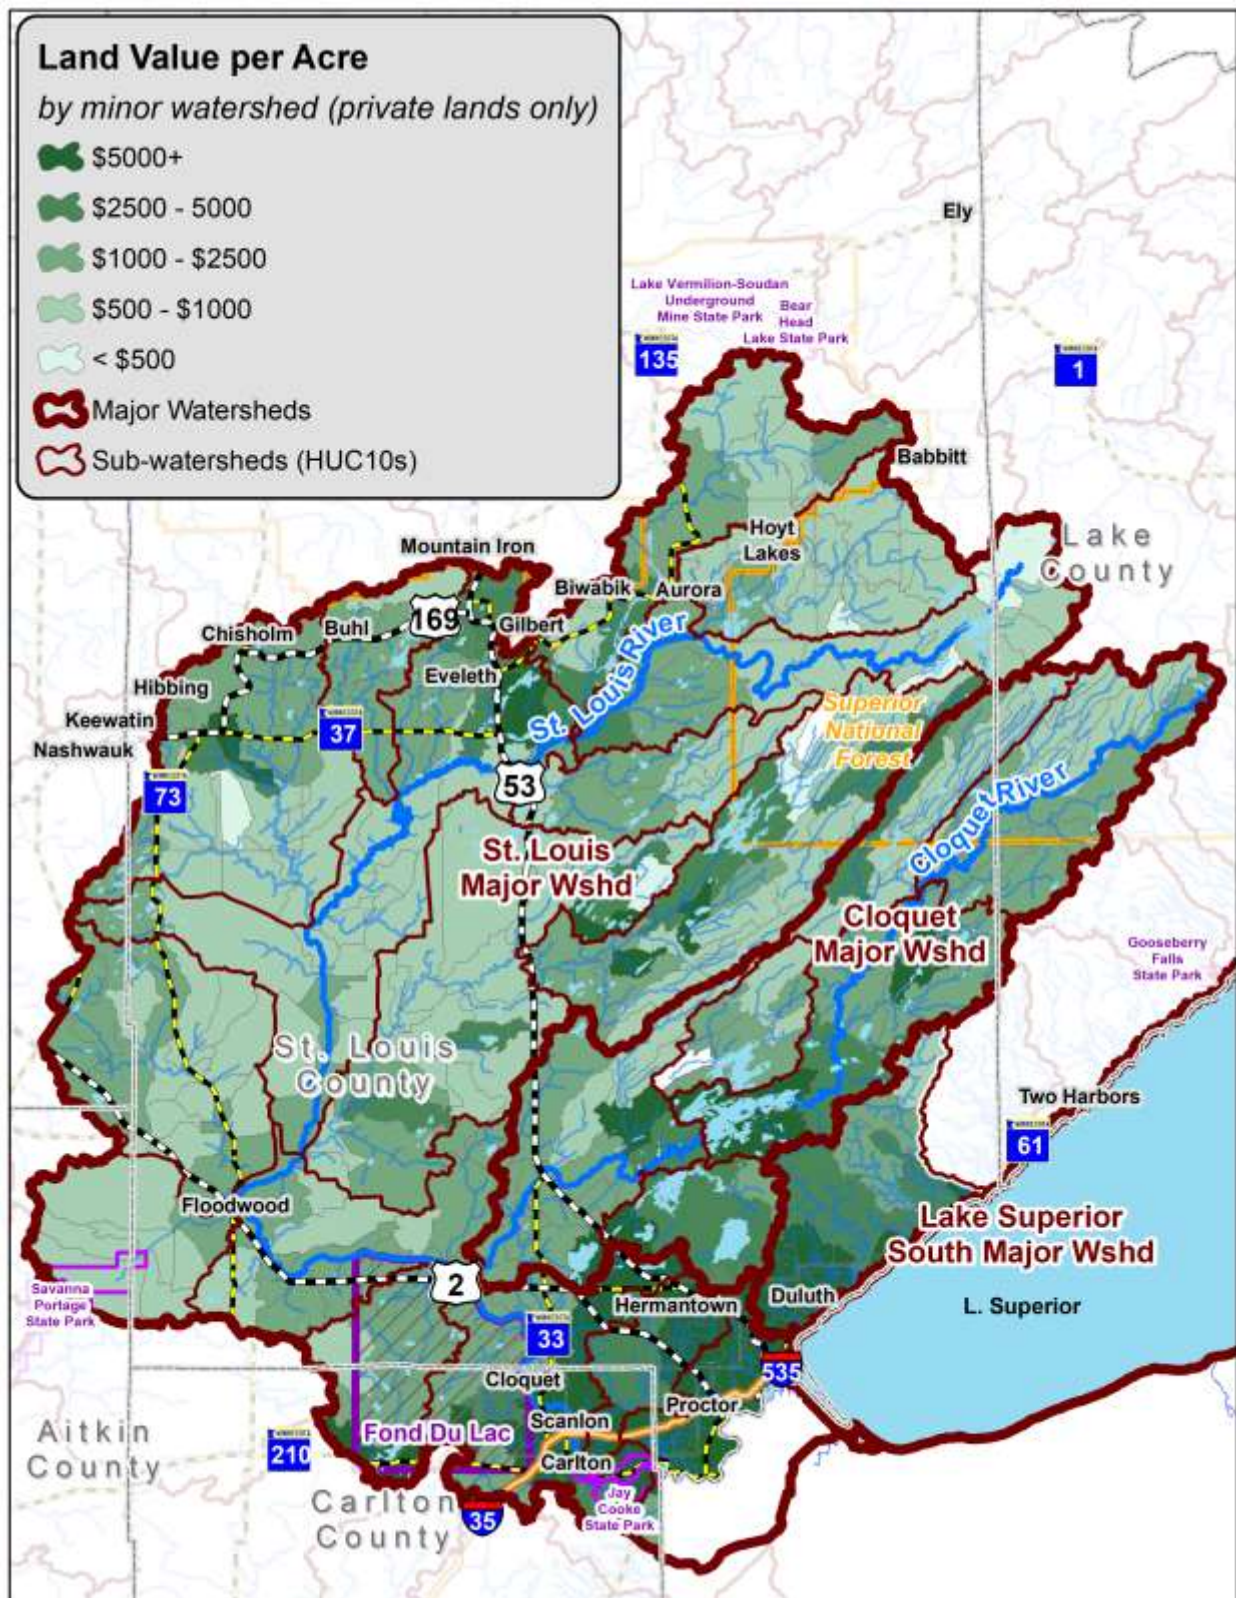 Land Value per Acre
by minor watershed (private lands only)
$5000+
$2500 - 5000
$1000 - $2500
$500 - $1000
< $500
Major Watersheds
Sub-watersheds (HUC10s)
Ely
Lake Vermilion-Soudan
Underground
Mine State Park
Bear
Head
Lake State Park
135
1
Babbitt
Hoyt
Lakes
Lake
County
Mountain Iron
Biwabik
Aurora
169
Gilbert
Chisholm
Buhl
Eveleth
St. Louis River
Hibbing
Keewatin
Nashwauk
37
73
53
Superior
National
Forest
Cloquet River
St. Louis
Major Wshd
Cloquet
Major Wshd
Gooseberry
Falls
State Park
St. Louis
County
Two Harbors
61
Floodwood
Lake Superior
South Major Wshd
Savanna
Portage
State Park
2
Hermantown
Duluth
L. Superior
33
535
Cloquet
Proctor
Scanlon
Fond Du Lac
Carlton
Aitkin
County
210
Carlton
County
35
Jay
Cooke
State Park